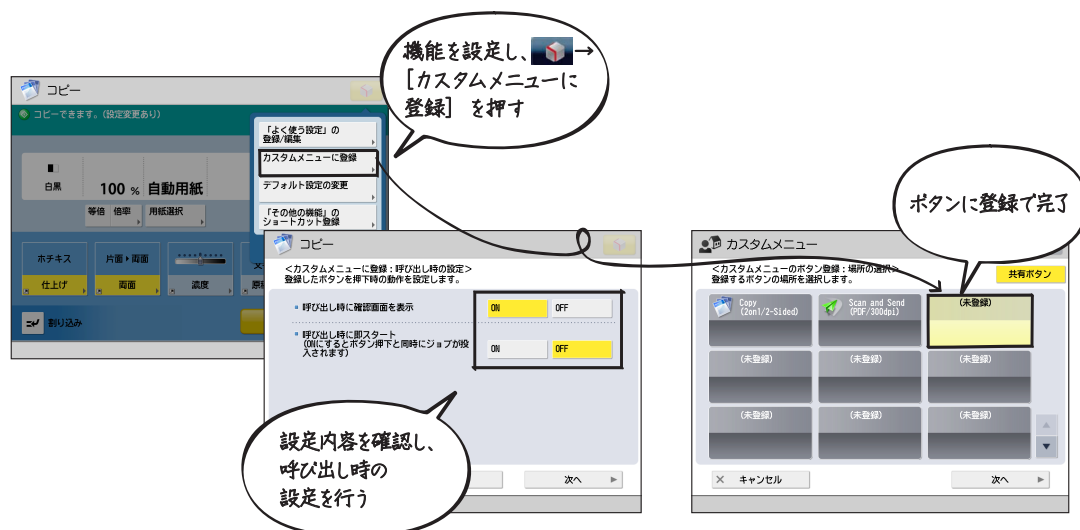 機能を設定し、 →
[カスタムメニューに
登録] を押す
コピー
コピーできます。(設定変更あり)
「よく使う設定」の
登録/編集
カスタムメニューに登録
デフォルト設定の変更
「その他の機能」の
ショートカット登録
白黒
100 % 自動用紙
等倍 倍率 用紙選択
ホチキス
片面▶両面
仕上げ
両面
濃度
割り込み
コピー
<カスタムメニューに登録:呼び出し時の設定>
登録したボタンを押下時の動作を設定します。
呼び出し時に確認画面を表示
ON OFF
呼び出し時に即スタート
(ONにするとボタン押下と同時にジョブが投
入されます)
ON OFF
次へ
設定内容を確認し、
呼び出し時の
設定を行う
ボタンに登録で完了
カスタムメニュー
<カスタムメニューのボタン登録:場所の選択>
登録するボタンの場所を選択します。
共有ボタン
Copy
(2on1/2-Sided)
Scan and Send
(PDF/300dpi)
(未登録)
(未登録) (未登録) (未登録)
(未登録) (未登録) (未登録)
× キャンセル
次へ